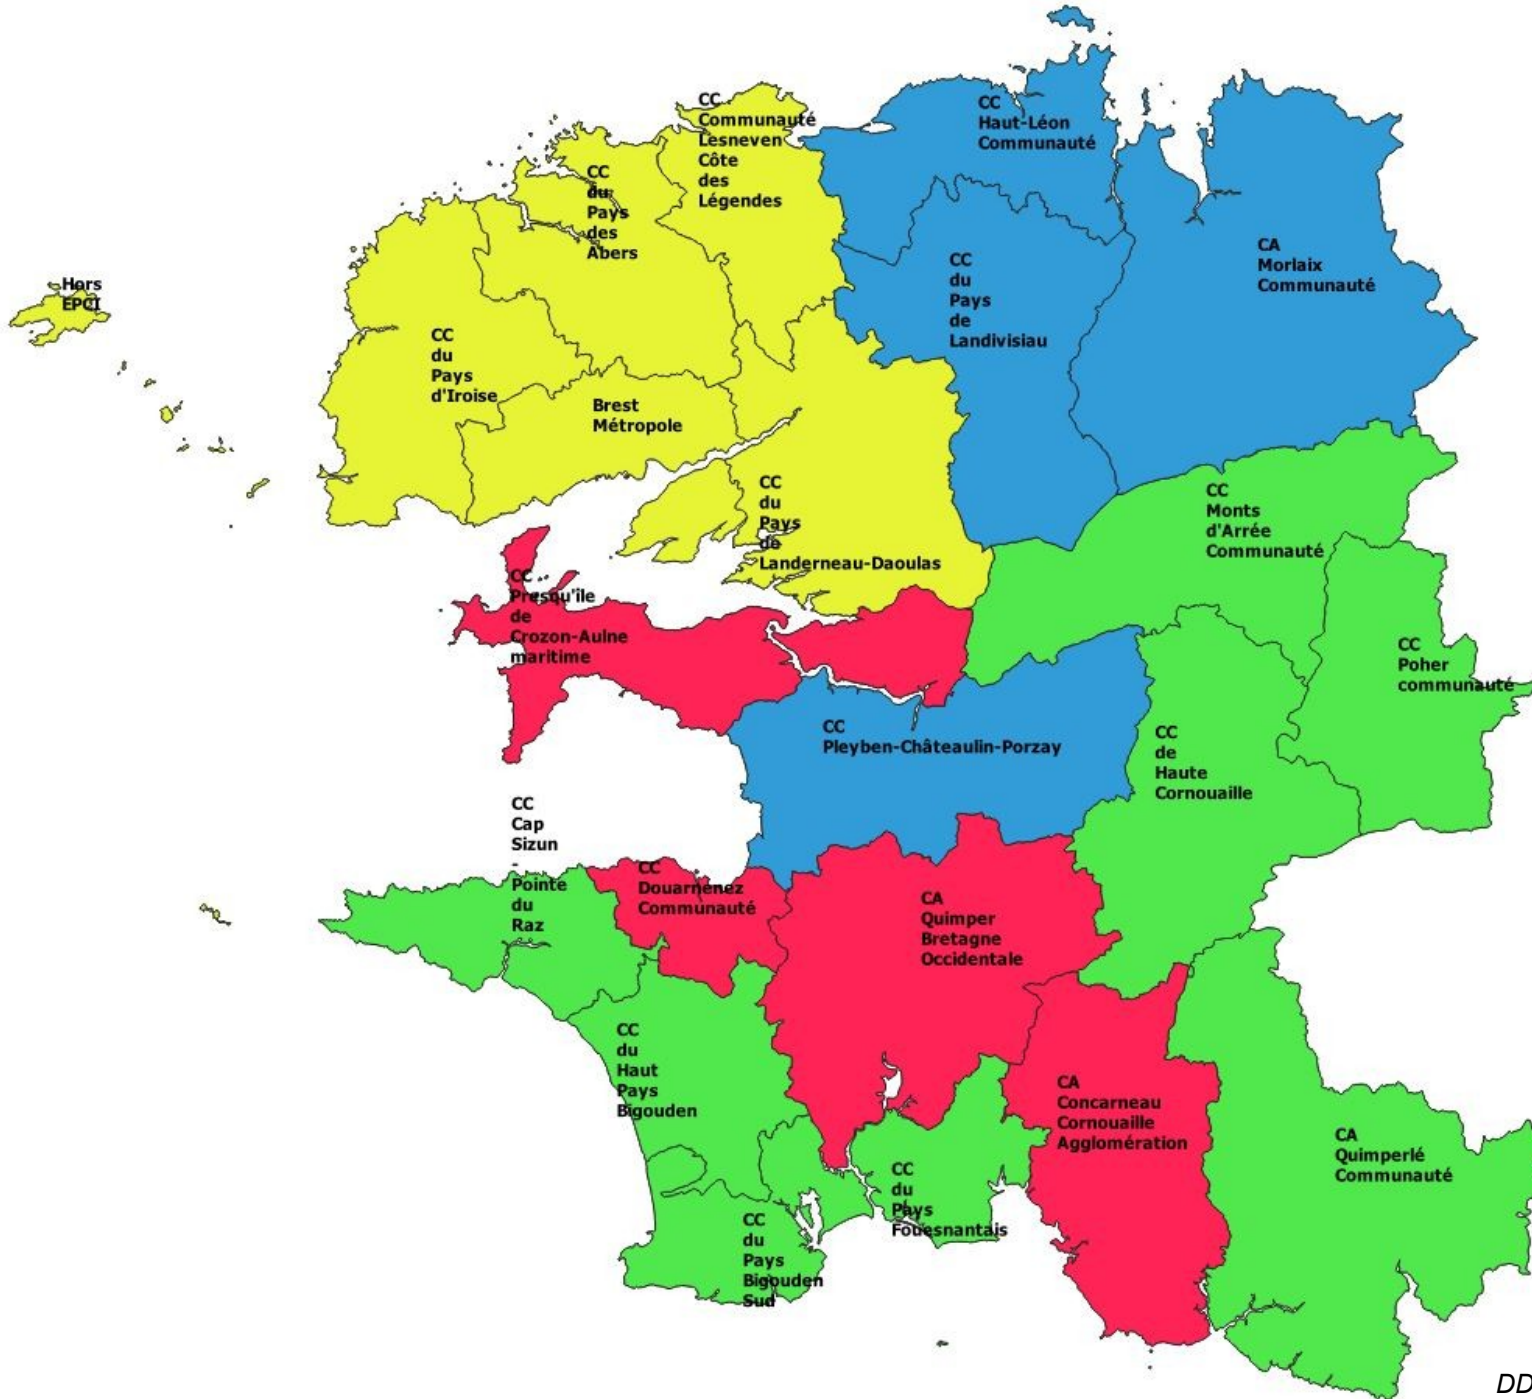 CC
Communauté
Lesneven
Côte
des
Légendes
CC
Haut-Léon
Communauté
CC
du
Pays
des
Abers
CA
Morlaix
Communauté
CC
du
Pays
de
Landivisiau
Hors
EPCI
CC
du
Pays
d'Iroise
Brest
Métropole
CC
du
Pays
de
Landerneau-Daoulas
CC
Monts
d'Arrée
Communauté
CC
Presqu'île
de
Crozon-Aulne
maritime
CC
Poher
communauté
CC
Pleyben-Châteaulin-Porzay
CC
de
Haute
Cornouaille
CC
Cap
Sizun
-
Pointe
du
Raz
CC
Douarnenez
Communauté
CA
Quimper
Bretagne
Occidentale
CC
du
Haut
Pays
Bigouden
CA
Concarneau
Cornouaille
Agglomération
CA
Quimperlé
Communauté
CC
du
Pays
Fouesnantais
CC
du
Pays
Bigouden
Sud
DD